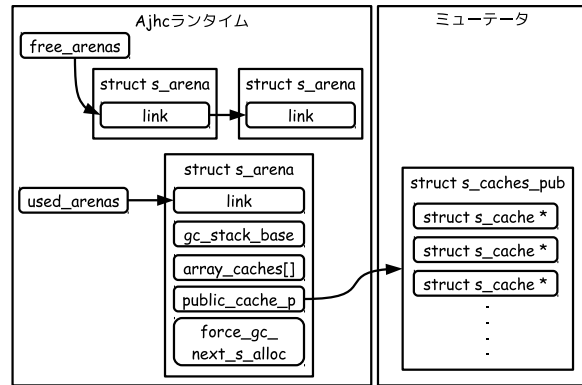 Ajhcランタイム
ミューテータ
free_arenas
struct s_arena
link
struct s_arena
link
struct s_arena
used_arenas
link
gc_stack_base
array_caches[]
public_cache_p
force_gc_
next_s_alloc
struct s_caches_pub
struct s_cache *
struct s_cache *
struct s_cache *